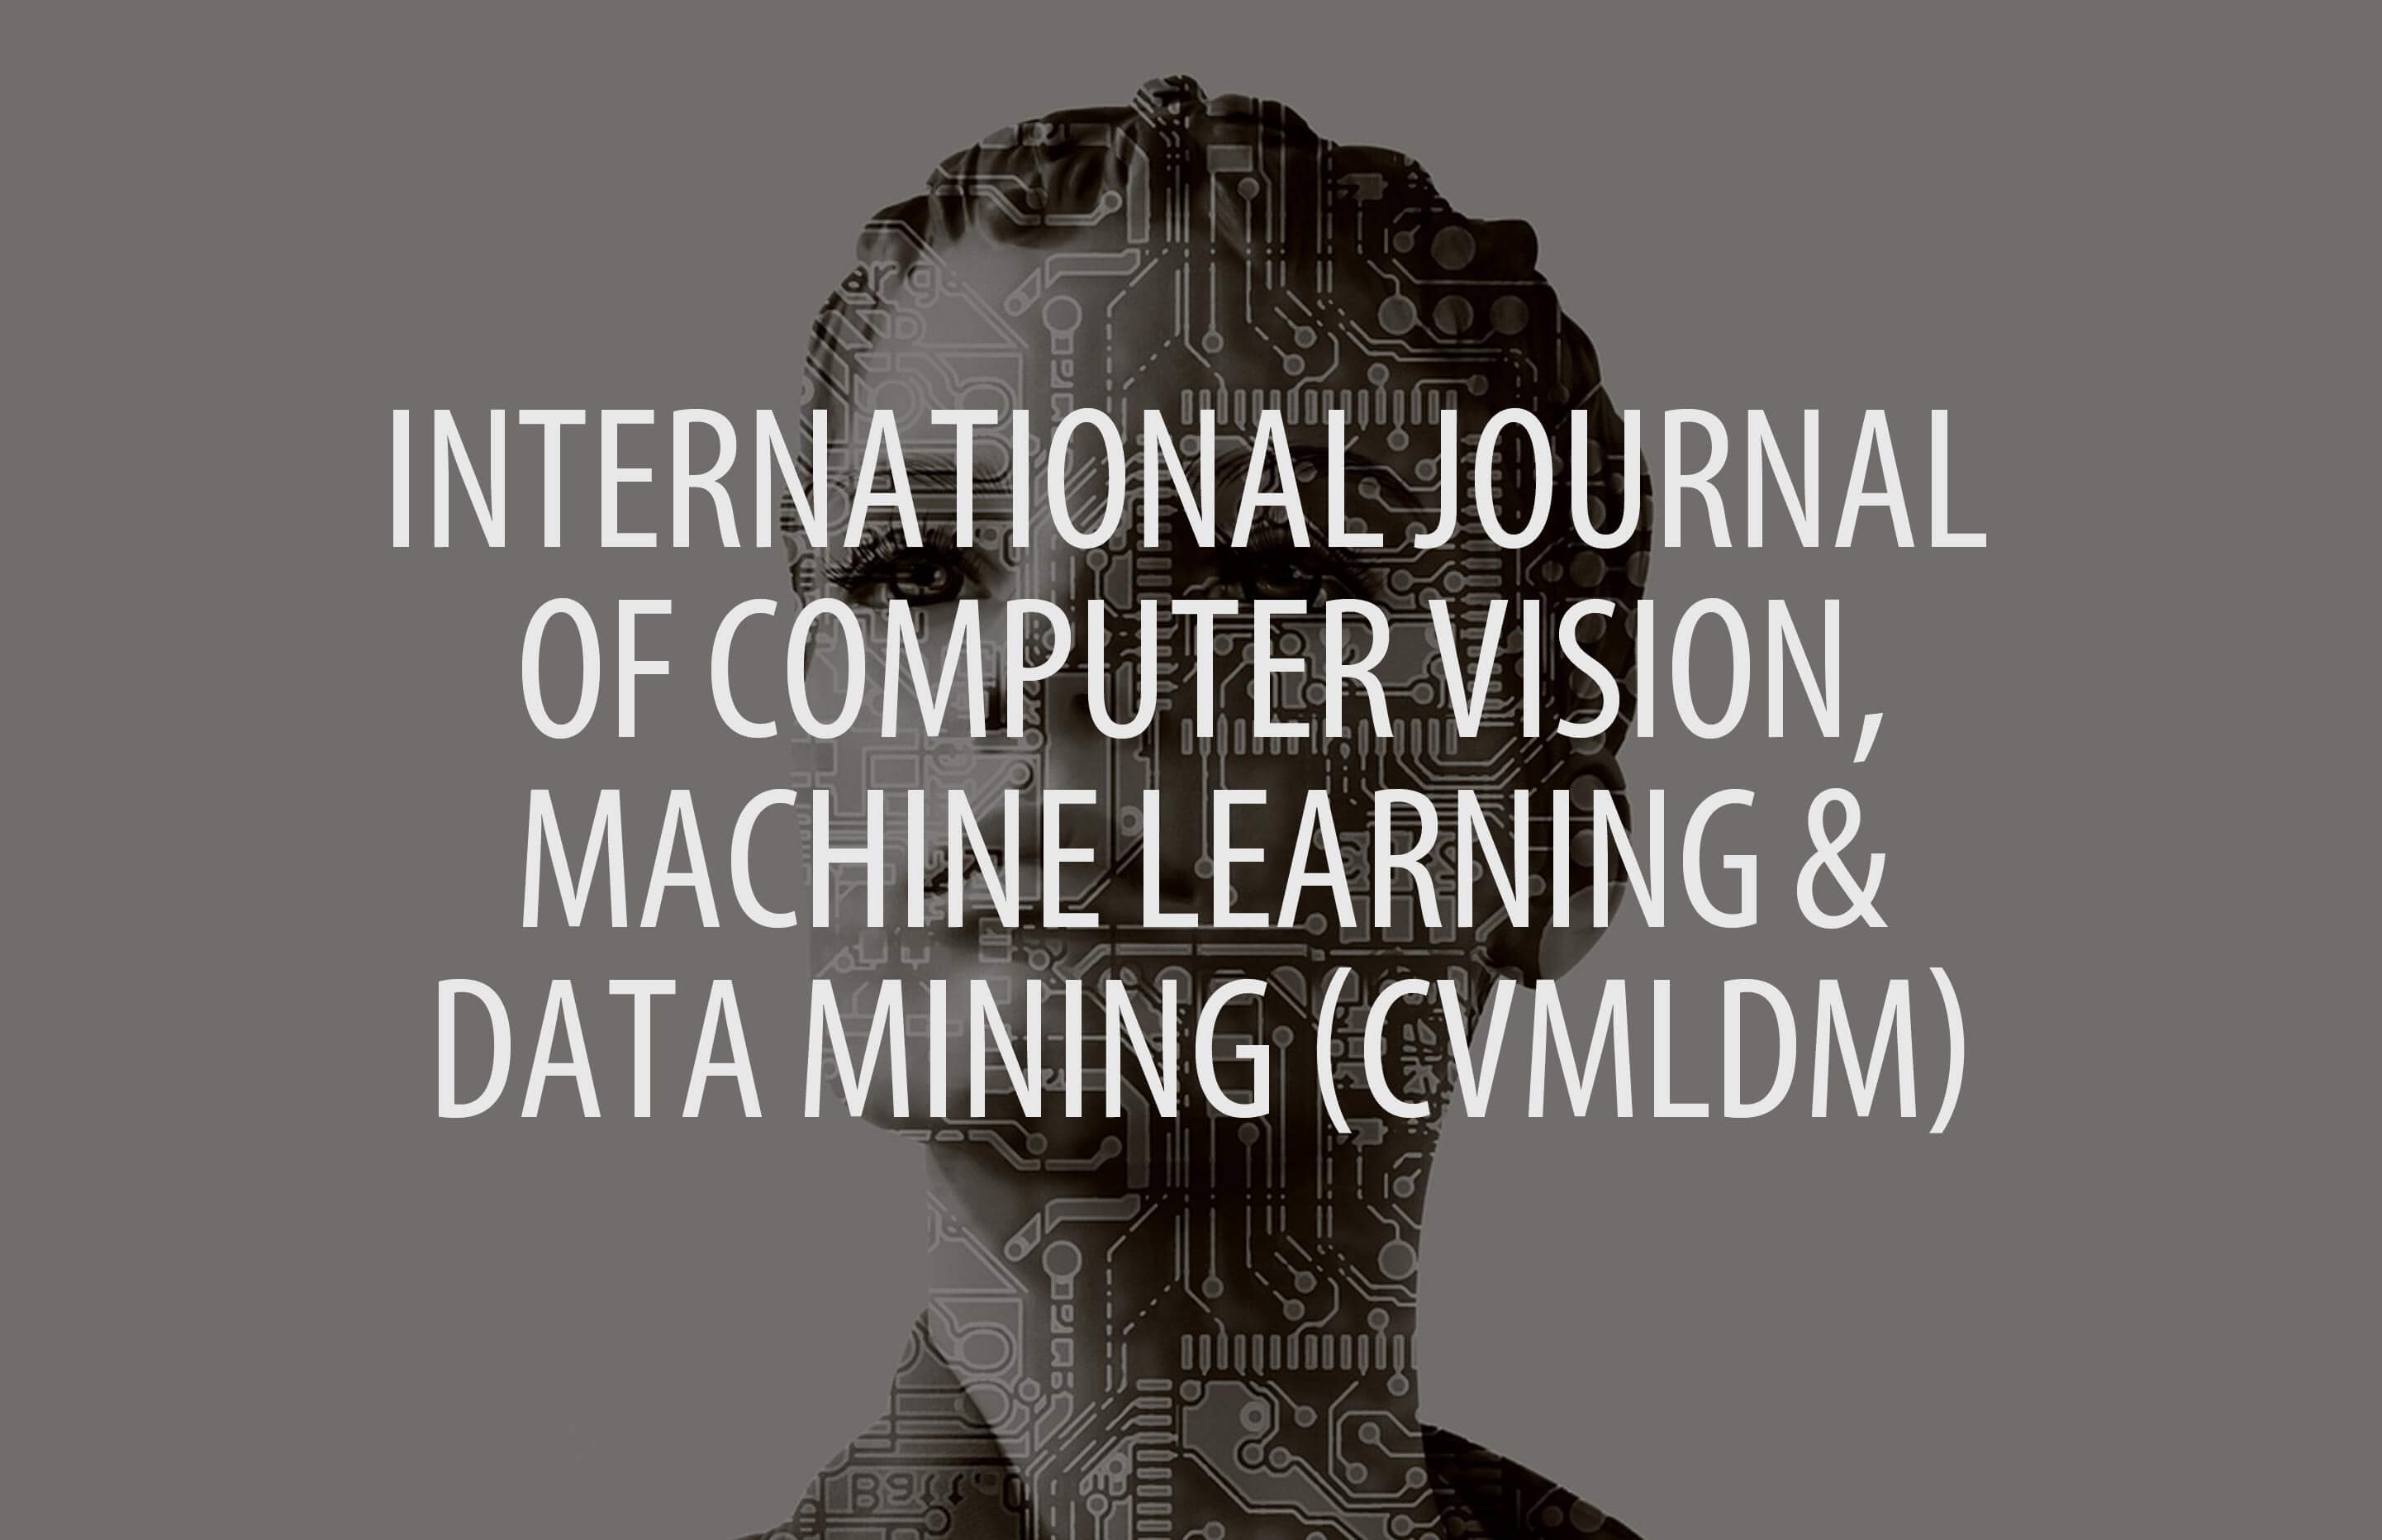 INTERNATIONAL JOURNAL
OF COMPUTER VISION,
MACHINE LEARNING &
DATA MINING (CVMLDM)